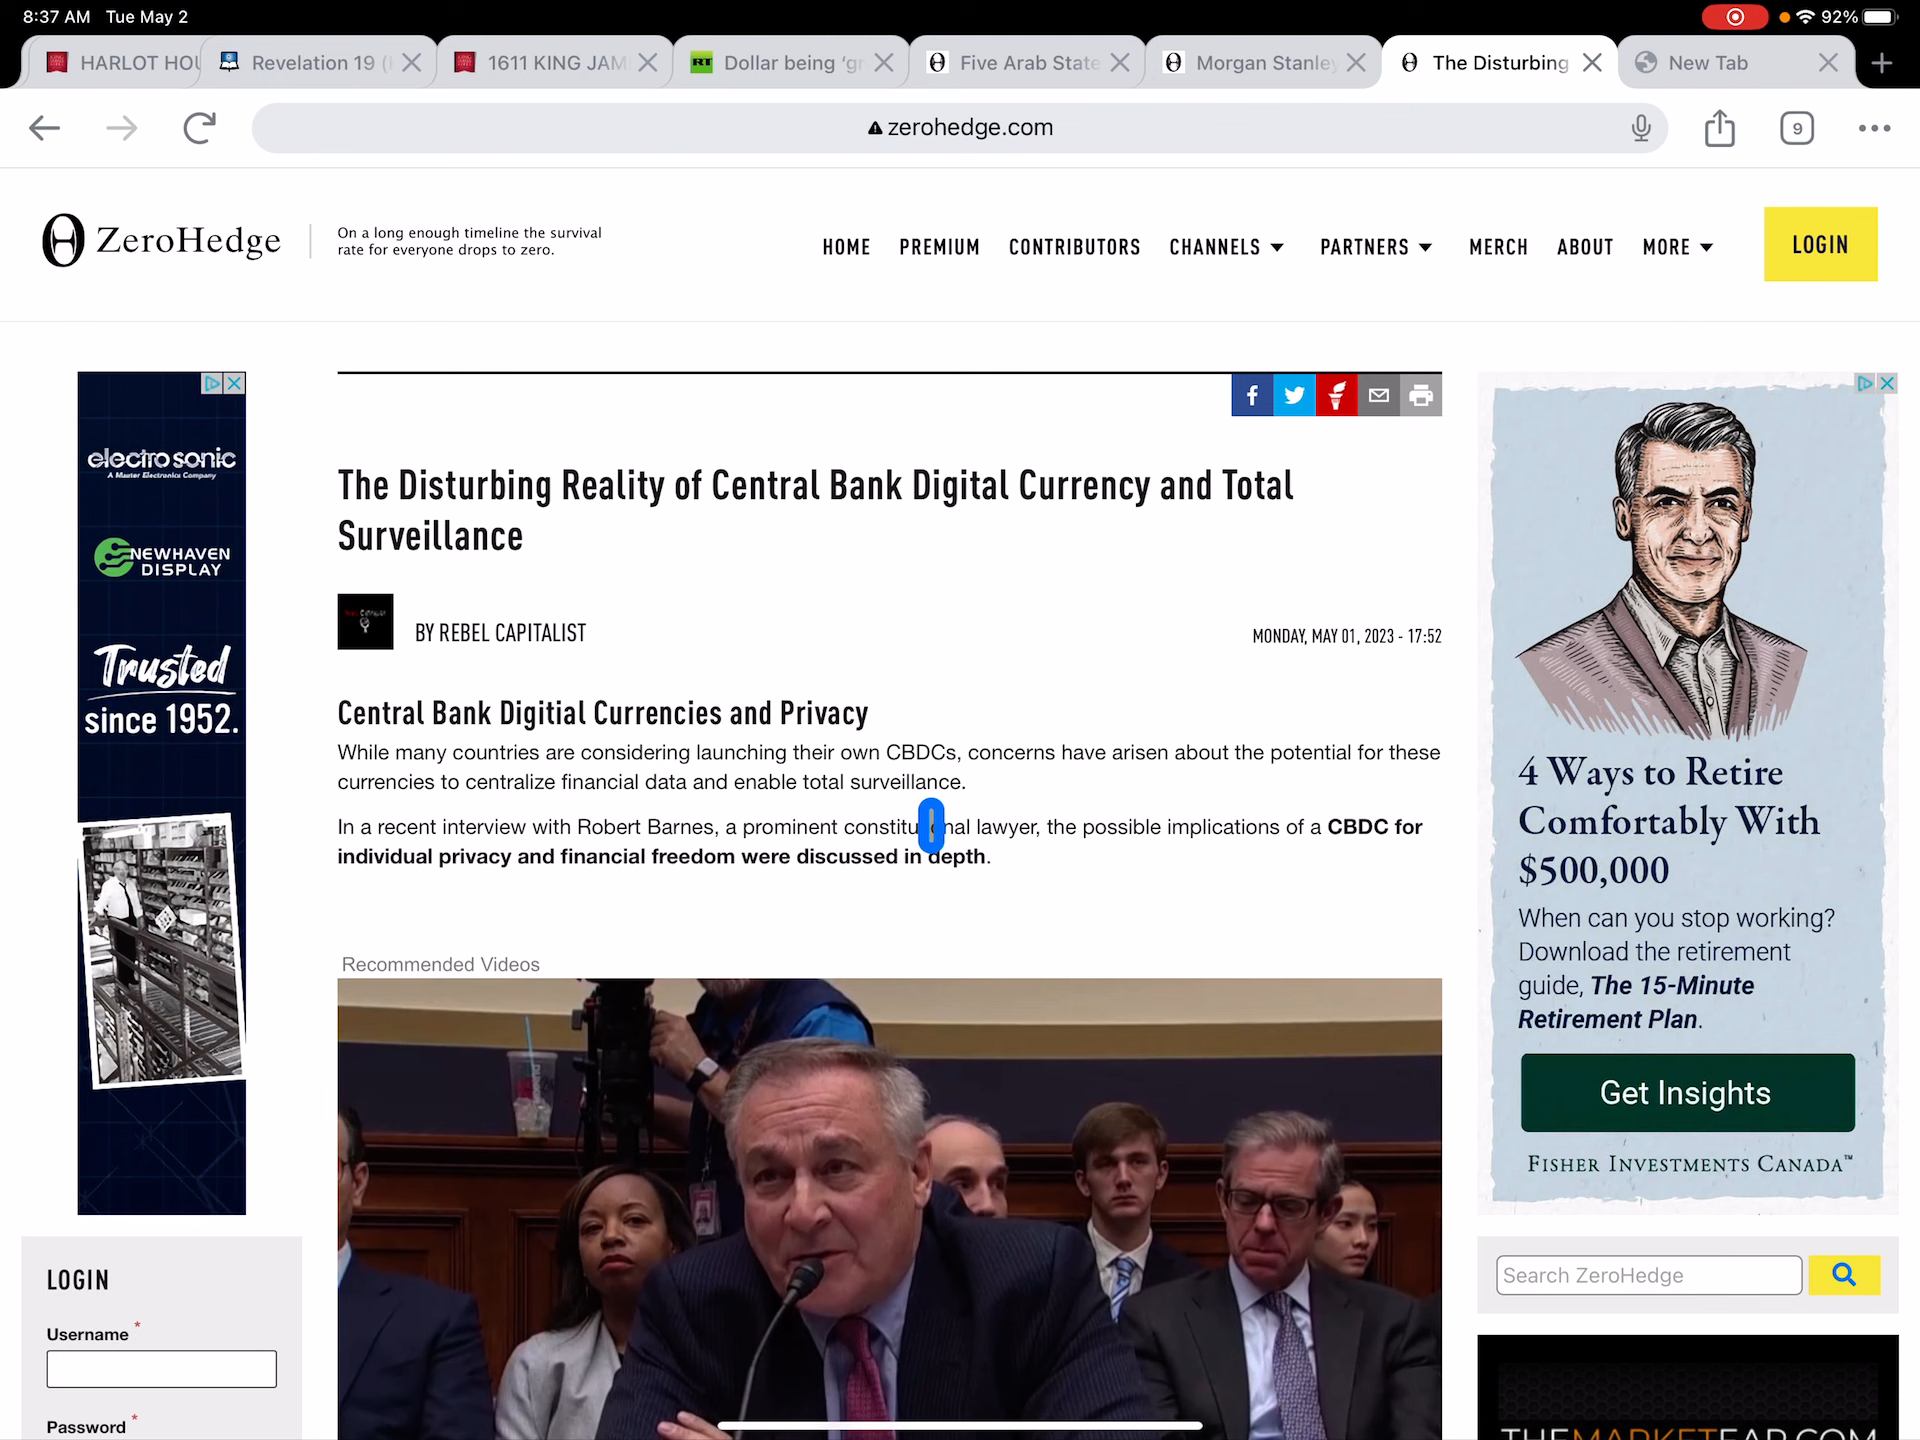 8:37 AM Tue May 2
92%
HARLOT HOU
Revelation 19 (
1611 KING JAM
RT
Dollar being ‘gr
Five Arab State
Morgan Stanley
The Disturbing
New Tab
zerohedge.com
9
ZeroHedge
On a long enough timeline the survival
rate for everyone drops to zero.
HOME PREMIUM CONTRIBUTORS CHANNELS PARTNERS MERCH ABOUT MORE
LOGIN
electro sonic
A Master Electronics Company
NEWHAVEN
DISPLAY
Trusted
since 1952.
The Disturbing Reality of Central Bank Digital Currency and Total
Surveillance
BY REBEL CAPITALIST
MONDAY, MAY 01, 2023 - 17:52
Central Bank Digitial Currencies and Privacy
While many countries are considering launching their own CBDCs, concerns have arisen about the potential for these
currencies to centralize financial data and enable total surveillance.
In a recent interview with Robert Barnes, a prominent constitutional lawyer, the possible implications of a CBDC for
individual privacy and financial freedom were discussed in depth.
Recommended Videos
4 Ways to Retire
Comfortably With
$500,000
When can you stop working?
Download the retirement
guide, The 15-Minute
Retirement Plan.
Get Insights
FISHER INVESTMENTS CANADA™
Search ZeroHedge
LOGIN
Username *
Password *
THEMARKETEAR.COM